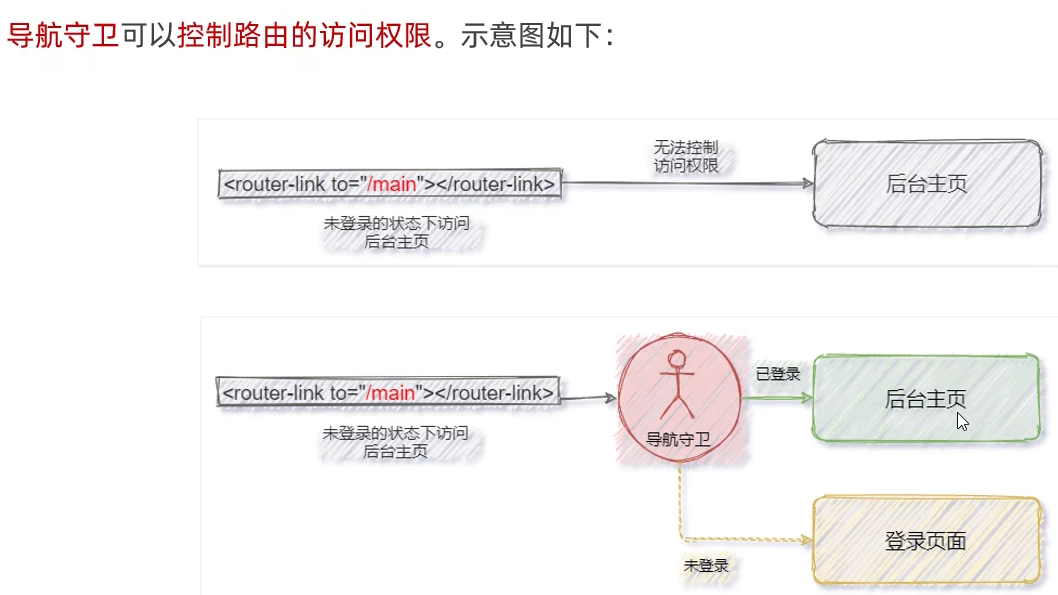 导航守卫可以控制路由的访问权限。示意图如下：
无法控制
访问权限
<router-link to="/main"></router-link>
后台主页
未登录的状态下访问
后台主页
已登录
<router-link to="/main"></router-link>
后台主页
未登录的状态下访问
后台主页
导航守卫
登录页面
未登录